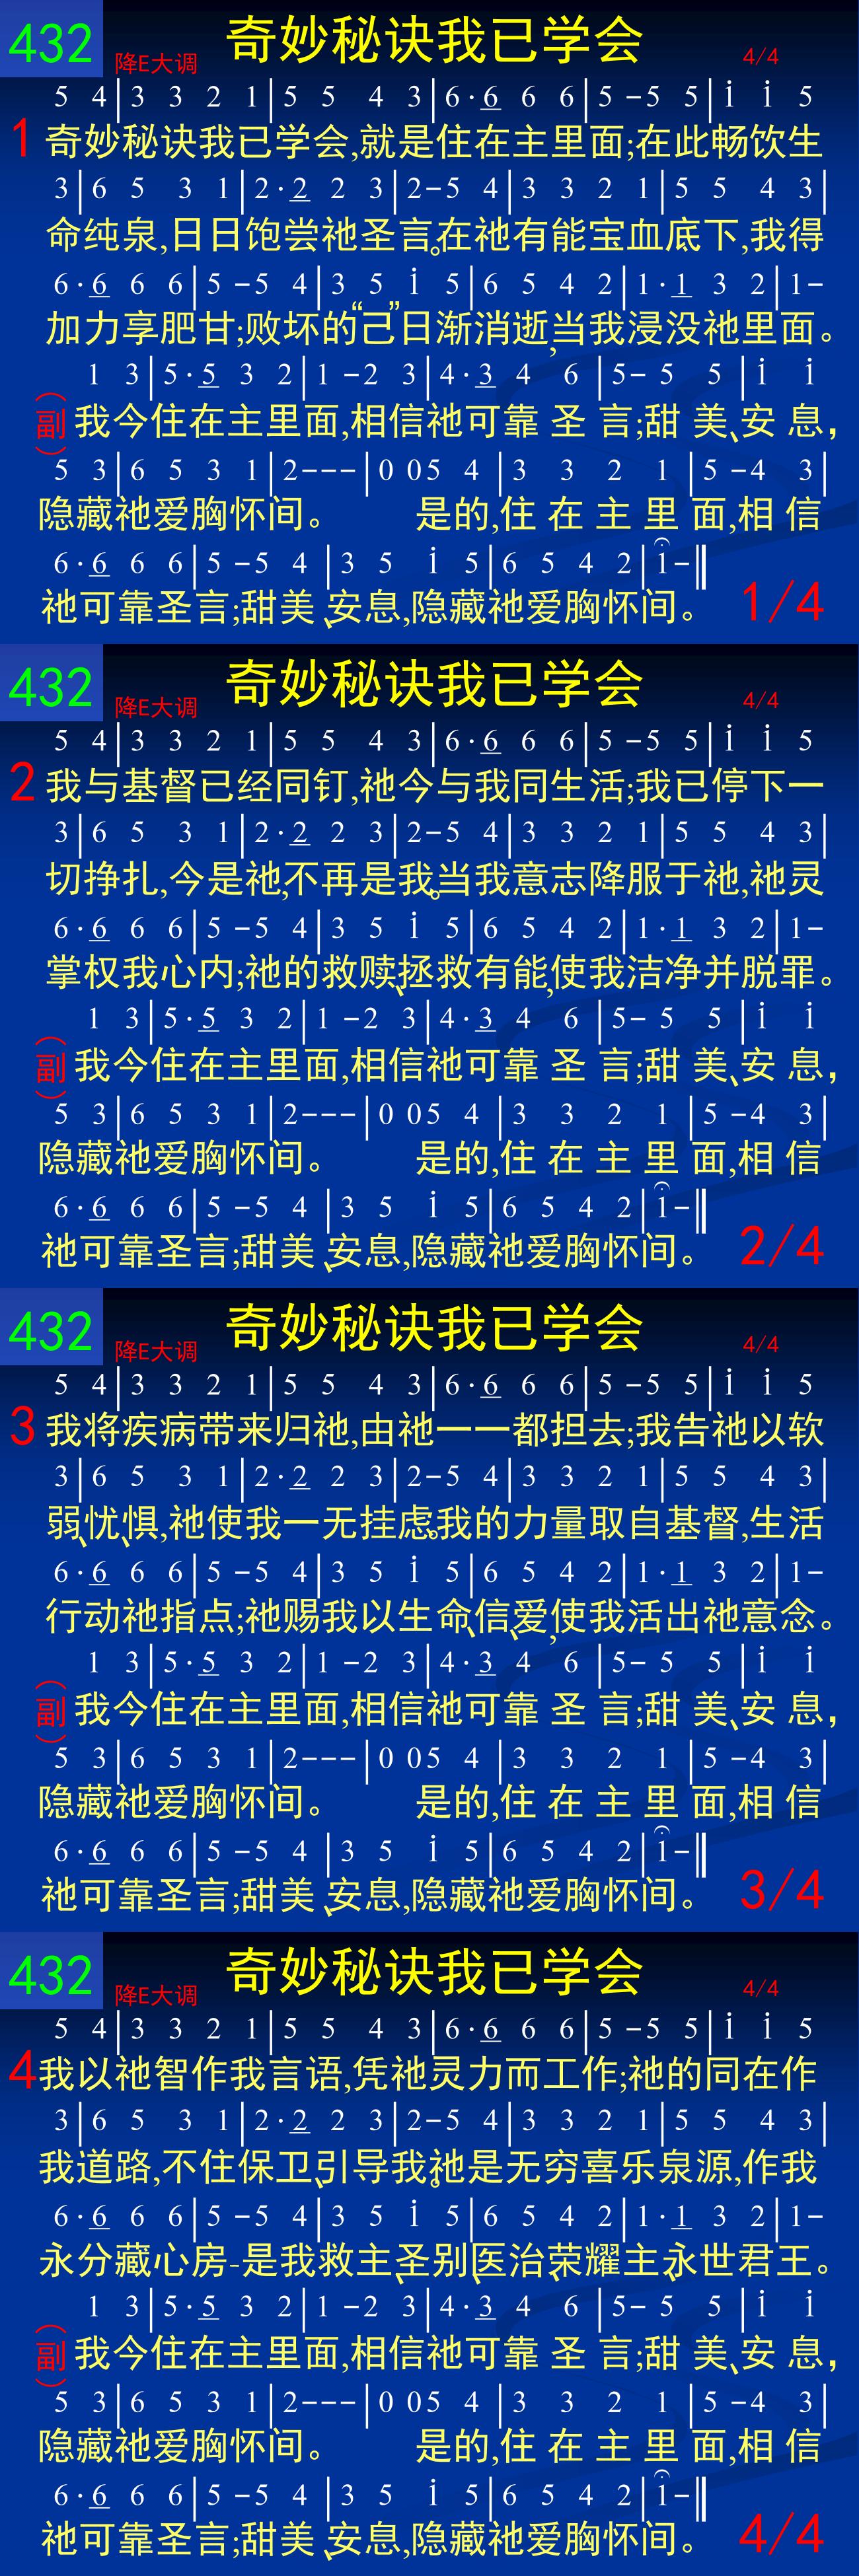 432 降E大调 奇妙秘诀我已学会 4/4
5 4|3 3 2 1|5 5 4 3|6·6 6 6|5 -5 5|i i 5
1 奇妙秘诀我已学会,就是住在主里面;在此畅饮生
3|6 5 3 1|2·2 2 3|2-5 4|3 3 2 1|5 5 4 3|
命纯泉,日日饱尝祂圣言。在祂有能宝血底下,我得
6·6 6 6|5 -5 4|3 5 i 5|6 5 4 2|1·1 3 2|1-
加力享肥甘;败坏的“己”日渐消逝,当我浸没祂里面。
1 3|5·5 3 2|1 -2 3|4·3 4 6|5- 5 5|i i
(副) 我今住在主里面,相信祂可靠圣言;甜美、安息,
5 3|6 5 3 1|2---|0 05 4|3 3 2 1|5 -4 3|
隐藏祂爱胸怀间。 是的,住在主里面,相信
6·6 6 6|5 -5 4|3 5 i 5|6 5 4 2|i-||
祂可靠圣言;甜美、安息,隐藏祂爱胸怀间。 1/4
432 降E大调 奇妙秘诀我已学会 4/4
5 4|3 3 2 1|5 5 4 3|6·6 6 6|5 -5 5|i i 5
2 我与基督已经同钉,祂今与我同生活;我已停下一
3|6 5 3 1|2·2 2 3|2-5 4|3 3 2 1|5 5 4 3|
切挣扎,今是祂,不再是我。当我意志降服于祂,祂灵
6·6 6 6|5 -5 4|3 5 i 5|6 5 4 2|1·1 3 2|1-
掌权我心内;祂的救赎、拯救有能,使我洁净并脱罪。
1 3|5·5 3 2|1 -2 3|4·3 4 6|5- 5 5|i i
(副) 我今住在主里面,相信祂可靠圣言;甜美、安息,
5 3|6 5 3 1|2---|0 05 4|3 3 2 1|5 -4 3|
隐藏祂爱胸怀间。 是的,住在主里面,相信
6·6 6 6|5 -5 4|3 5 i 5|6 5 4 2|i-||
祂可靠圣言;甜美、安息,隐藏祂爱胸怀间。 2/4
432 降E大调 奇妙秘诀我已学会 4/4
5 4|3 3 2 1|5 5 4 3|6·6 6 6|5 -5 5|i i 5
3 我将疾病带来归祂,由祂一一都担去;我告祂以软
3|6 5 3 1|2·2 2 3|2-5 4|3 3 2 1|5 5 4 3|
弱、忧、惧,祂使我一无挂虑。我的力量取自基督,生活
6·6 6 6|5 -5 4|3 5 i 5|6 5 4 2|1·1 3 2|1-
行动祂指点;祂赐我以生命、信、爱,使我活出祂意念。
1 3|5·5 3 2|1 -2 3|4·3 4 6|5- 5 5|i i
(副) 我今住在主里面,相信祂可靠圣言;甜美、安息,
5 3|6 5 3 1|2---|0 05 4|3 3 2 1|5 -4 3|
隐藏祂爱胸怀间。 是的,住在主里面,相信
6·6 6 6|5 -5 4|3 5 i 5|6 5 4 2|i-||
祂可靠圣言;甜美、安息,隐藏祂爱胸怀间。 3/4
432 降E大调 奇妙秘诀我已学会 4/4
5 4|3 3 2 1|5 5 4 3|6·6 6 6|5 -5 5|i i 5
4 我以祂智作我言语,凭祂灵力而工作;祂的同在作
3|6 5 3 1|2·2 2 3|2-5 4|3 3 2 1|5 5 4 3|
我道路,不住保卫、引导我。祂是无穷喜乐泉源,作我
6·6 6 6|5 -5 4|3 5 i 5|6 5 4 2|1·1 3 2|1-
永分藏心房-是我救主、圣别、医治、荣耀主、永世君王。
1 3|5·5 3 2|1 -2 3|4·3 4 6|5- 5 5|i i
(副) 我今住在主里面,相信祂可靠圣言;甜美、安息,
5 3|6 5 3 1|2---|0 05 4|3 3 2 1|5 -4 3|
隐藏祂爱胸怀间。 是的,住在主里面,相信
6·6 6 6|5 -5 4|3 5 i 5|6 5 4 2|i-||
祂可靠圣言;甜美、安息,隐藏祂爱胸怀间。 4/4